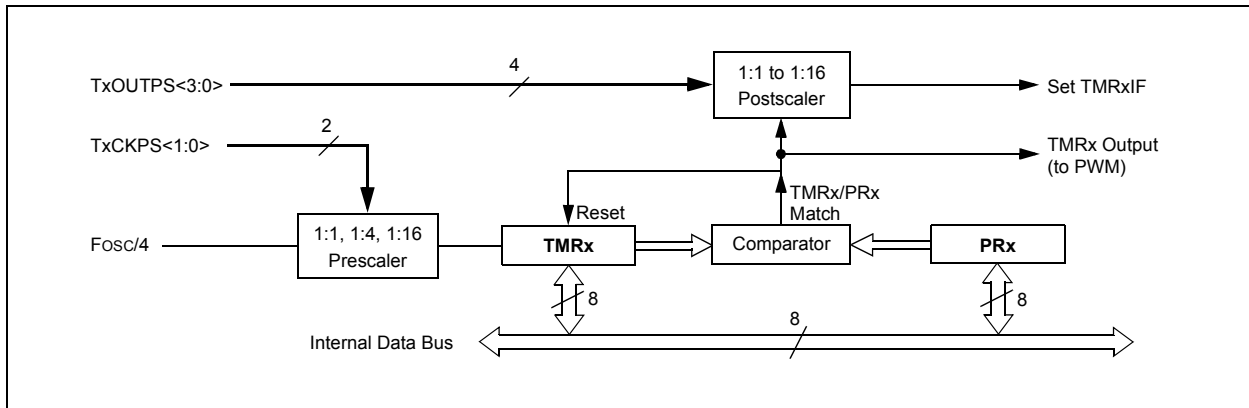 TxOUTPS<3:0>
4
1:1 to 1:16
Postscaler
Set TMRxIF
TxCKPS<1:0>
2
TMRx Output
(to PWM)
Reset
TMRx/PRx
Match
FOSC/4
1:1, 1:4, 1:16
Prescaler
TMRx
Comparator
PRx
8
8
8
Internal Data Bus